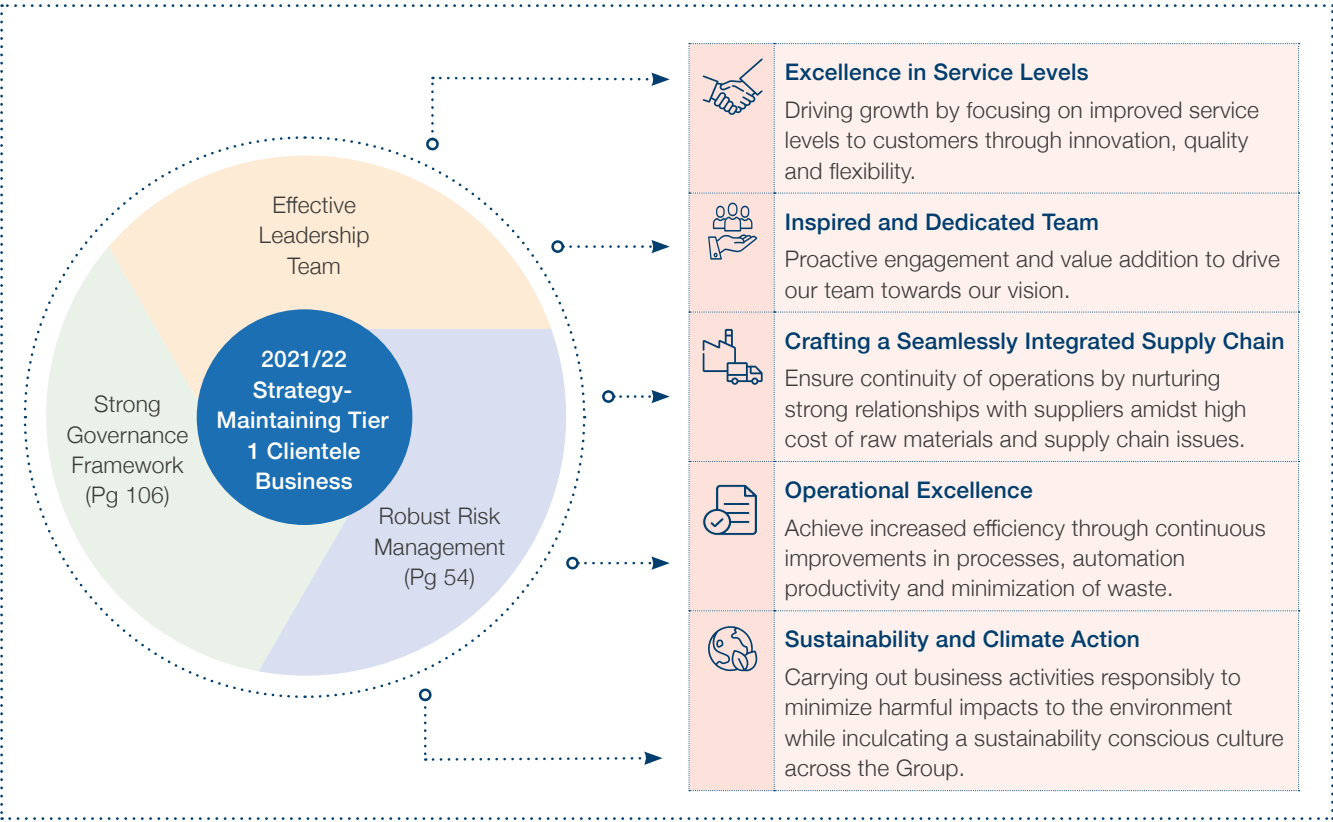 Effective
Leadership
Team
2021/22
Strategy-
Maintaining Tier
1 Clientele
Business
Strong
Governance
Framework
(Pg 106)
Robust Risk
Management
(Pg 54)
Excellence in Service Levels
Driving growth by focusing on improved service
levels to customers through innovation, quality
and flexibility.
Inspired and Dedicated Team
Proactive engagement and value addition to drive
our team towards our vision.
Crafting a Seamlessly Integrated Supply Chain
Ensure continuity of operations by nurturing
strong relationships with suppliers amidst high
cost of raw materials and supply chain issues.
Operational Excellence
Achieve increased efficiency through continuous
improvements in processes, automation
productivity and minimization of waste.
Sustainability and Climate Action
Carrying out business activities responsibly to
minimize harmful impacts to the environment
while inculcating a sustainability conscious culture
across the Group.